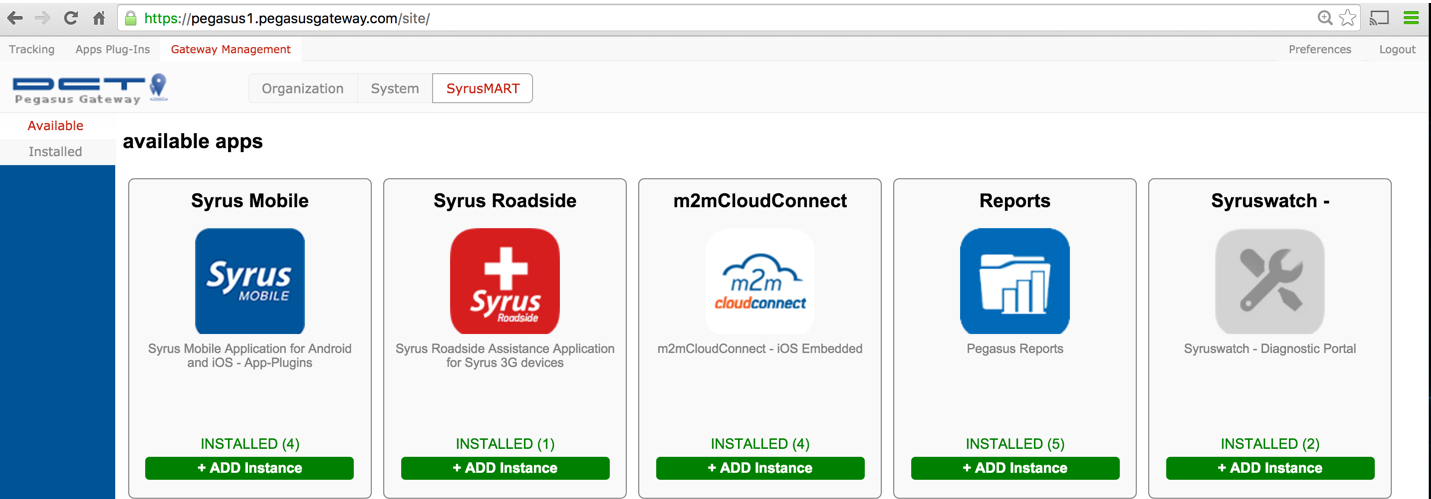 https://pegasus1.pegasusgateway.com/site/
Tracking Apps Plug-Ins Gateway Management Preferences Logout
DCT
Pegasus Gateway
Organization System SyrusMART
Available
Installed
available apps
Syrus Mobile
Syrus
MOBILE
Syrus Mobile Application for Android
and iOS - App-Plugins
INSTALLED (4)
+ ADD Instance
Syrus Roadside
Syrus
Roadside
Syrus Roadside Assistance Application
for Syrus 3G devices
INSTALLED (1)
+ ADD Instance
m2mCloudConnect
m2m
cloudconnect
m2mCloudConnect - iOS Embedded
INSTALLED (4)
+ ADD Instance
Reports
Pegasus Reports
INSTALLED (5)
+ ADD Instance
Syruswatch -
Syruswatch - Diagnostic Portal
INSTALLED (2)
+ ADD Instance